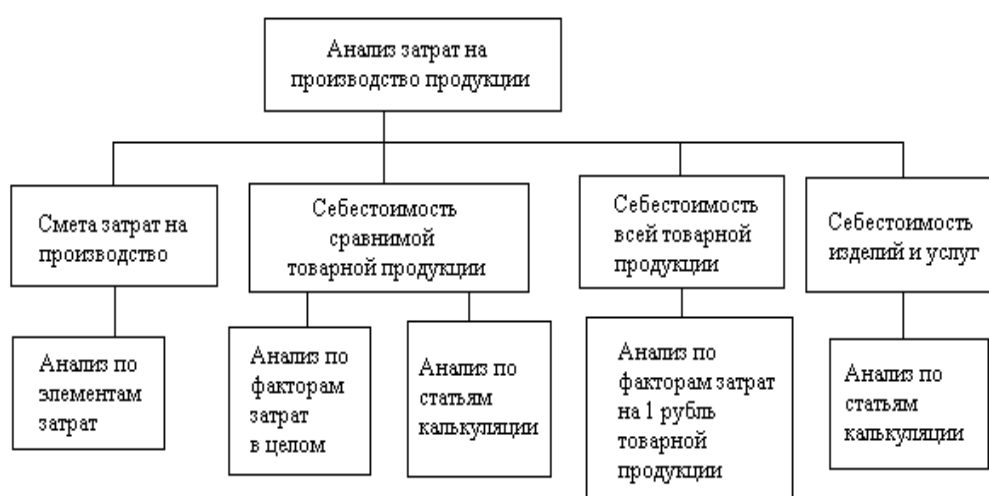 Анализ затрат на
производство продукции
Смета затрат на
производство
Себестоимость
сравнимой
товарной продукции
Себестоимость
всей товарной
продукции
Себестоимость
изделий и услуг
Анализ по
элементам
затрат
Анализ по
факторам
затрат
в целом
Анализ по
статьям
калькуляции
Анализ по
факторам затрат
на 1 рубль
товарной
продукции
Анализ по
статьям
калькуляции